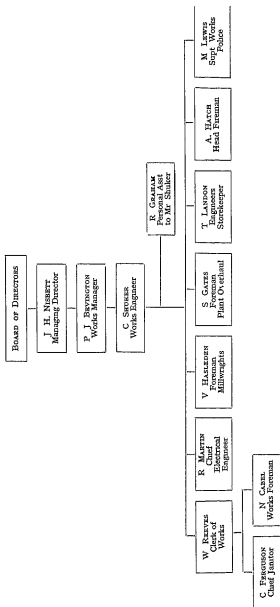 BOARD OF DIRECTORS
J H. NISBETT
Managing Director
P J BEVINGTON
Works Manager
C SHUKER
Works Engineer
R GRAHAM
Personal Asst
to Mr Shuker
W REEVES
Clerk of
Works
R MARTIN
Chief
Electrical
Engineer
V HASLEDEN
Foreman
Millwrights
S GATES
Foreman
Plant Overhaul
T LANDON
Engineers
Storekeeper
A. HATCH
Head Fireman
M LEWIS
Supt Works
Police
C FERGUSON
Chief Janitor
N CABEL
Works Foreman